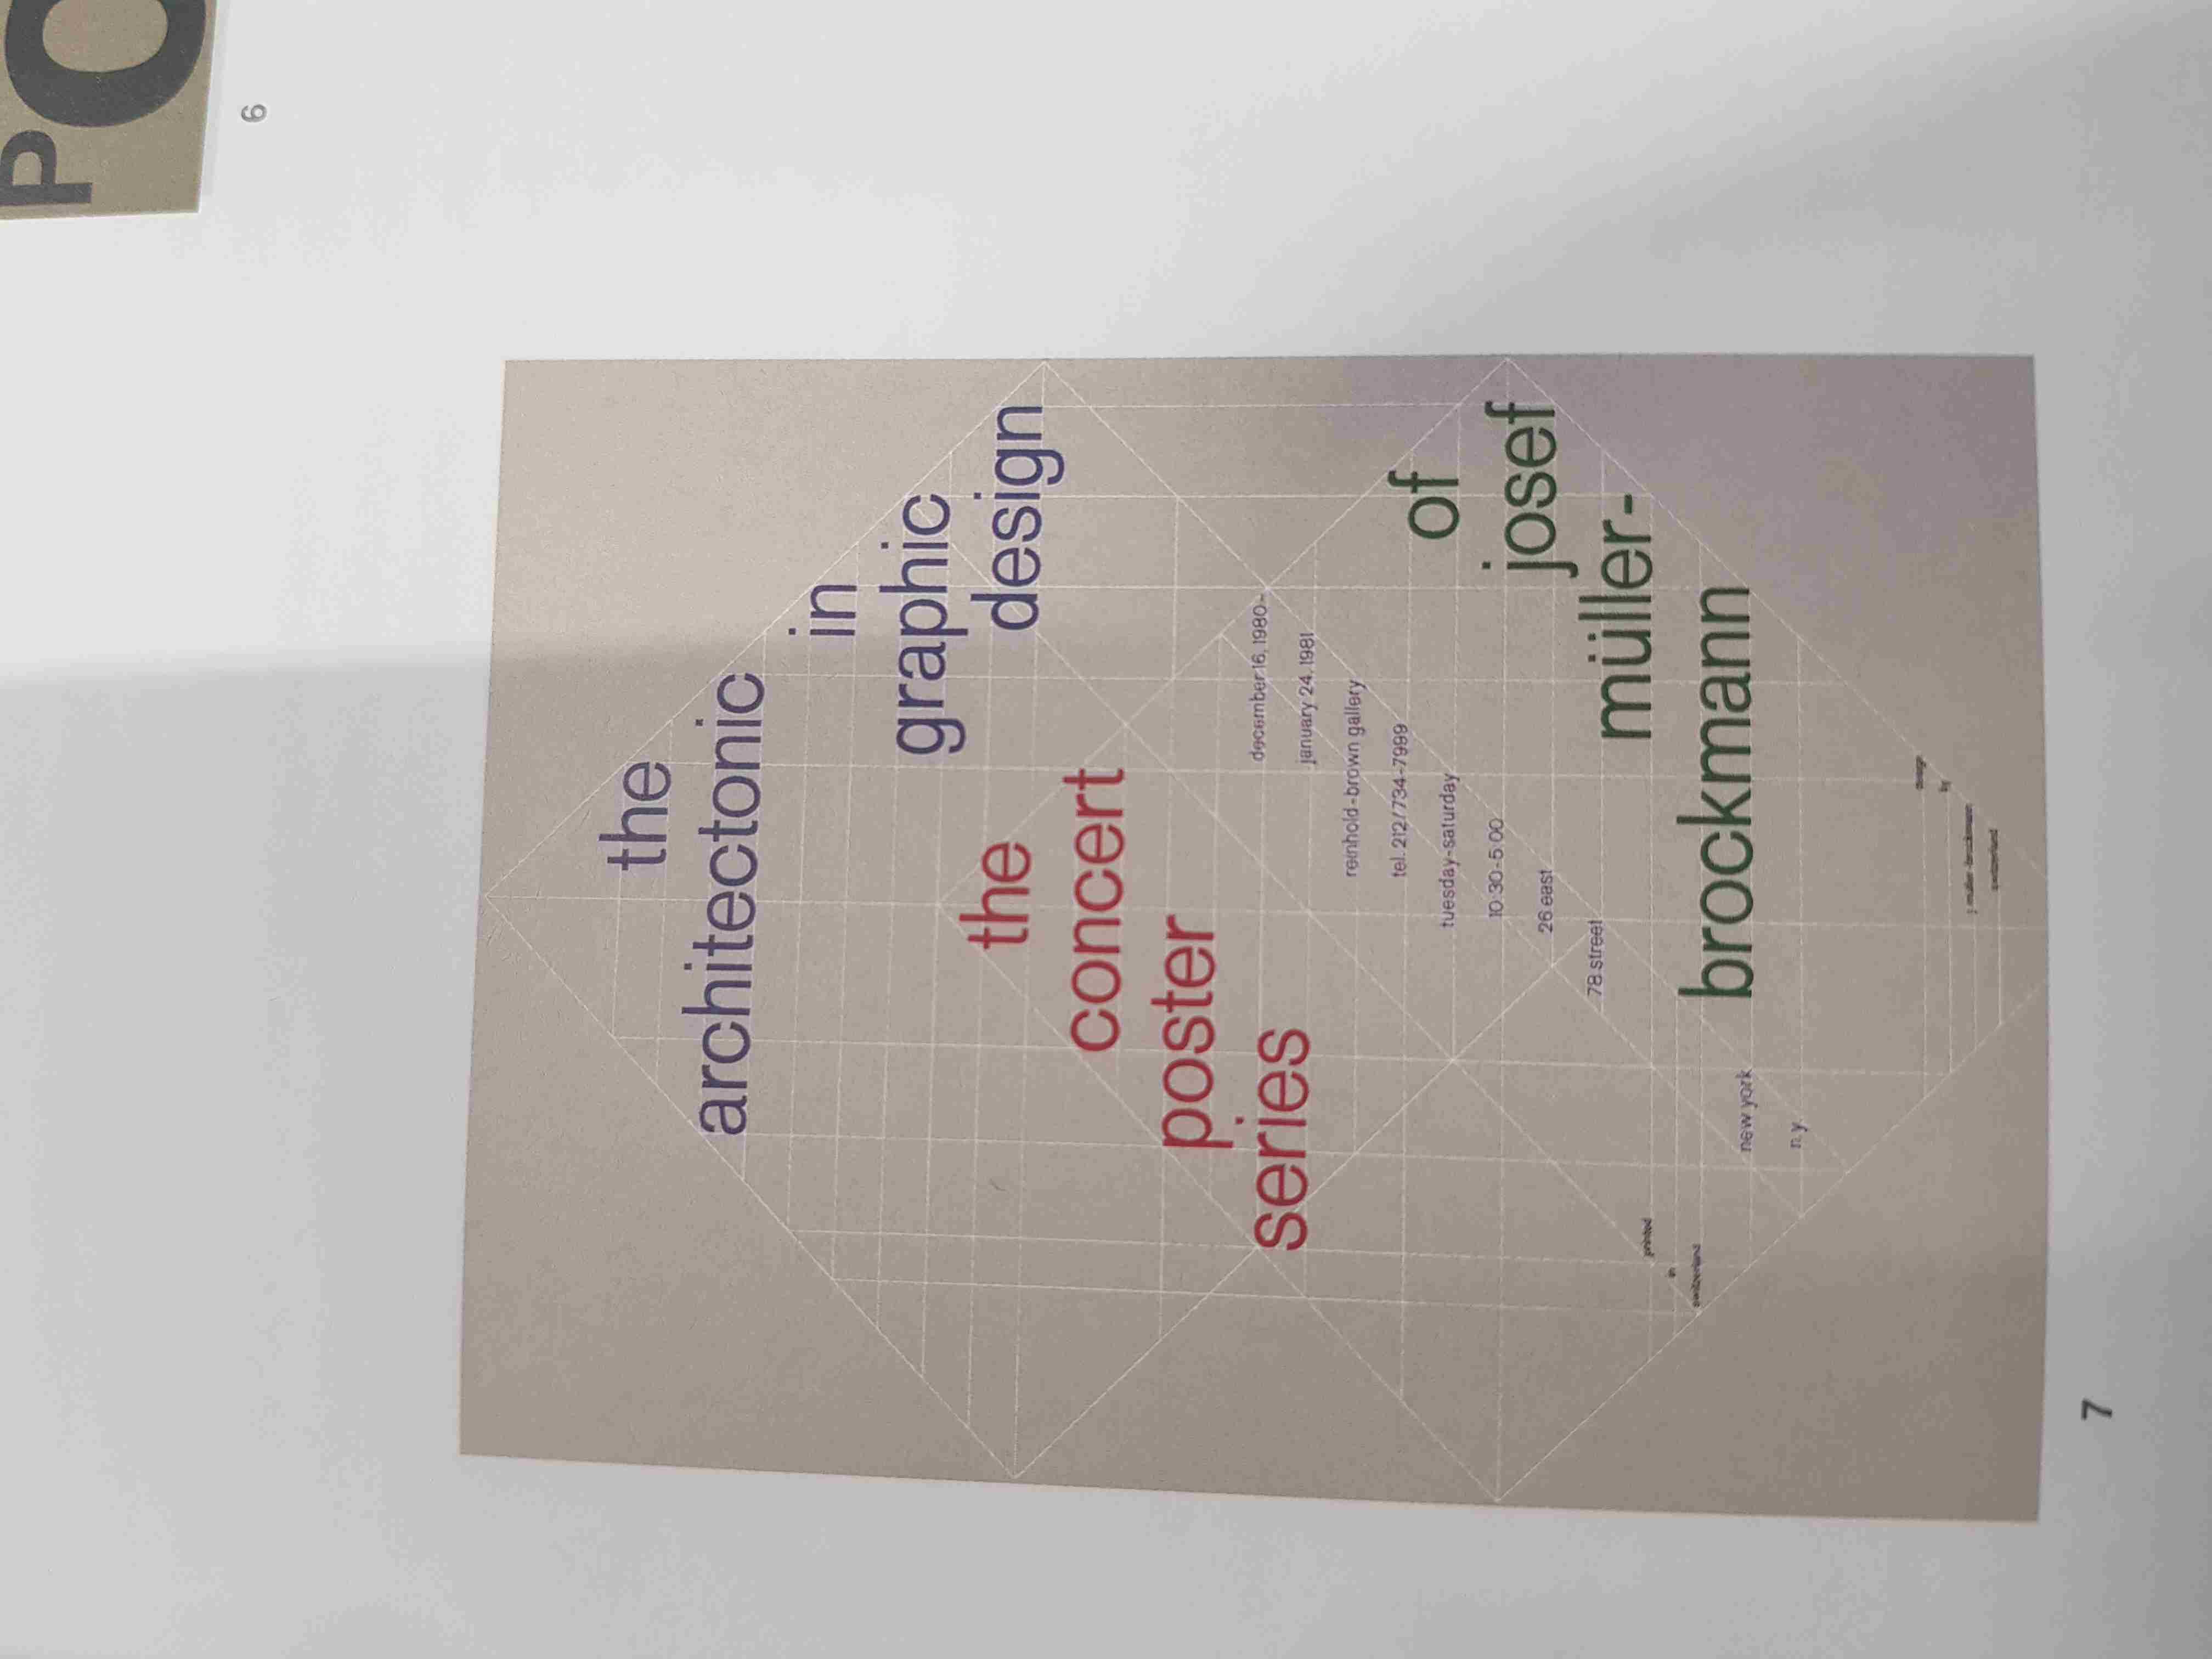 PO
6
the
architectonic
in
graphic
design
the
concert
poster
series
december 16, 1980-
january 24, 1981
reinhold-brown gallery
tel. 212/734-7999
tuesday-saturday
10:30-5:00
26 east
78 street
new york
n.y.
of
josef
müller-
brockmann
printed
in
switzerland
design
by
j. müller-brockmann
switzerland
7